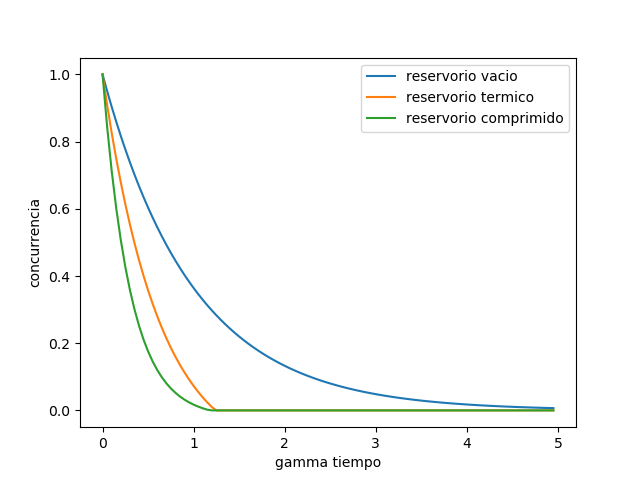 reservorio vacio
reservorio termico
reservorio comprimido
concurrencia
1.0
0.8
0.6
0.4
0.2
0.0
0 1 2 3 4 5
gamma tiempo